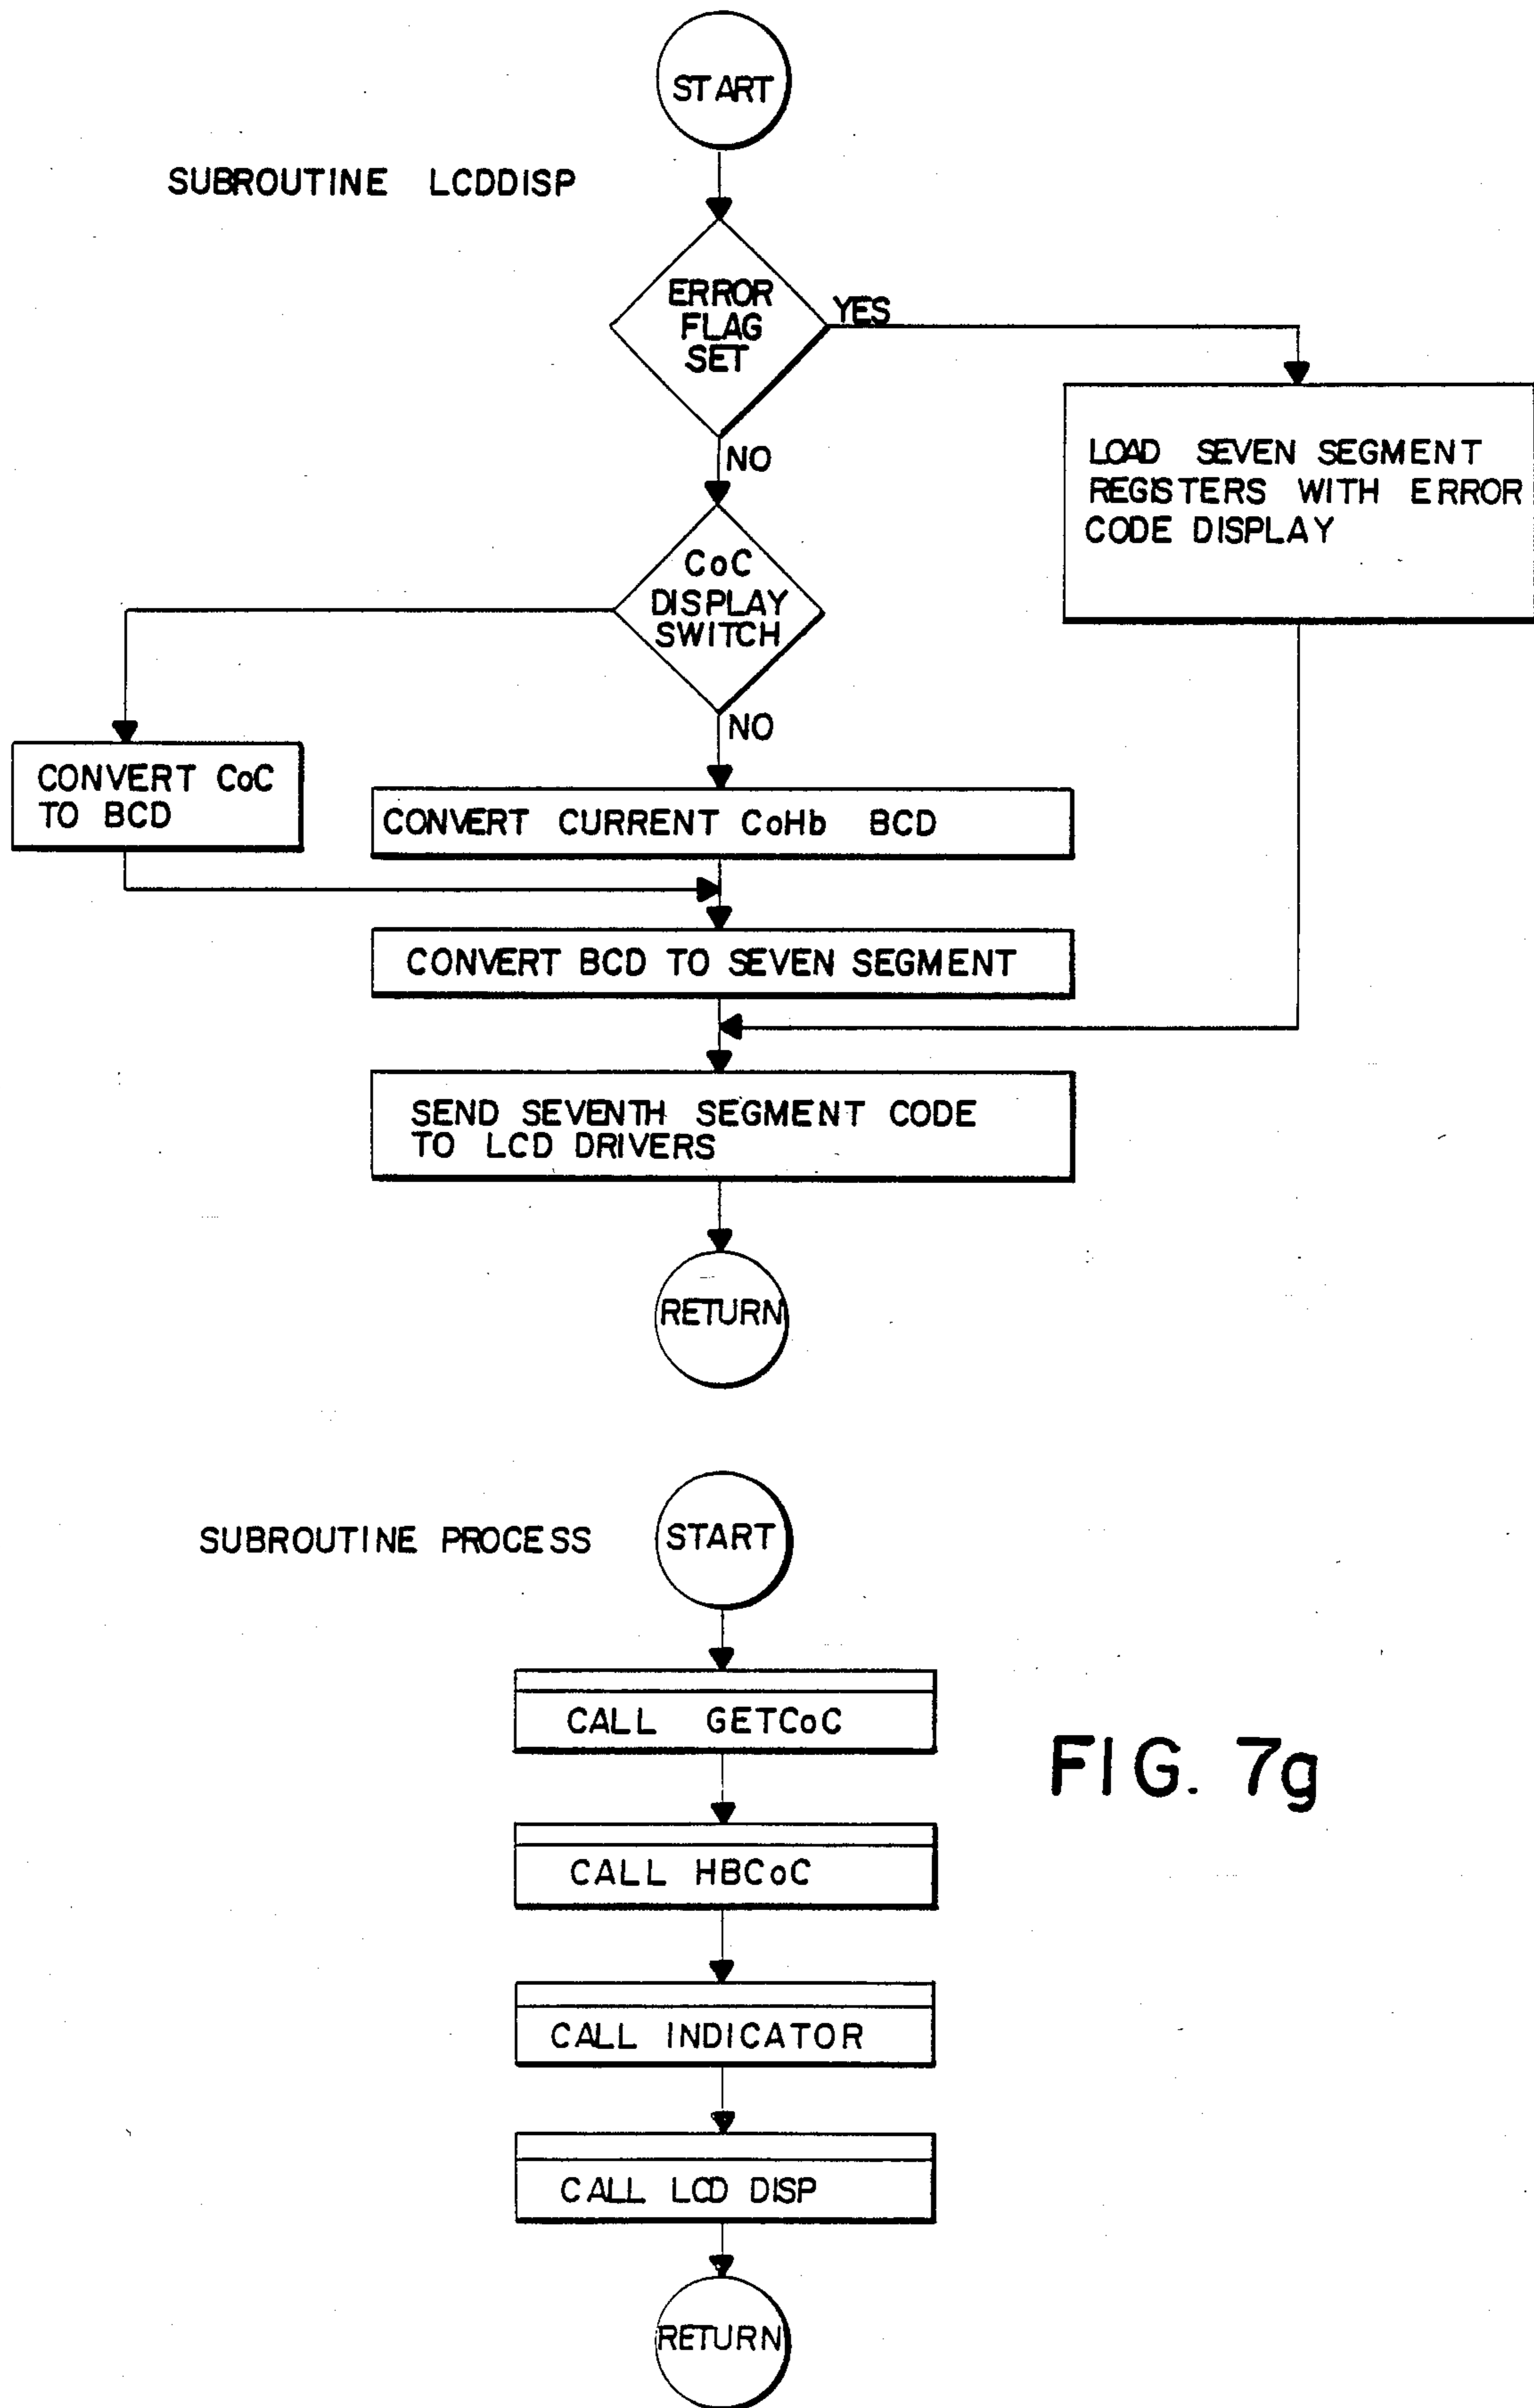 START
SUBROUTINE LCDDISP
ERROR
FLAG
SET
YES
NO
LOAD SEVEN SEGMENT
REGISTERS WITH ERROR
CODE DISPLAY
CoC
DISPLAY
SWITCH
NO
CONVERT CoC
TO BCD
CONVERT CURRENT CoHb BCD
CONVERT BCD TO SEVEN SEGMENT
SEND SEVENTH SEGMENT CODE
TO LCD DRIVERS
RETURN
SUBROUTINE PROCESS
START
CALL GETCoC
CALL HBCoC
CALL INDICATOR
CALL LCD DISP
RETURN
FIG. 7g